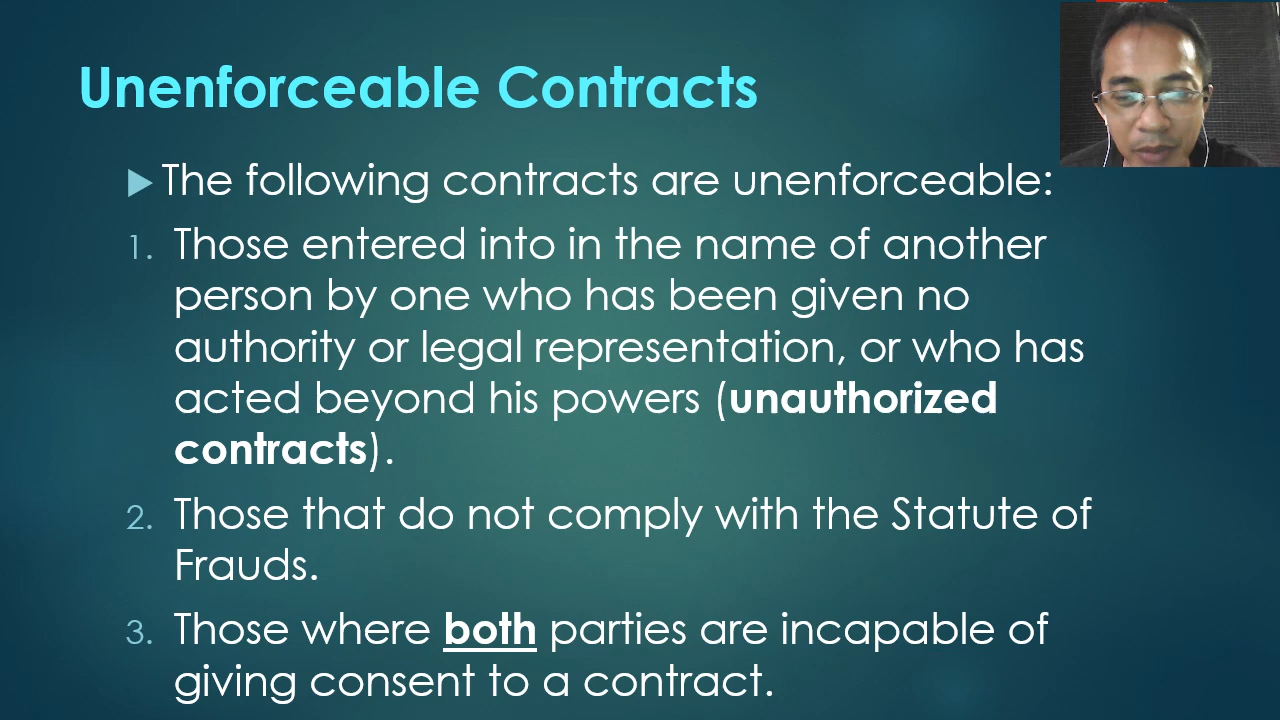 Unenforceable Contracts
The following contracts are unenforceable:
1. Those entered into in the name of another
person by one who has been given no
authority or legal representation, or who has
acted beyond his powers (unauthorized
contracts).
2. Those that do not comply with the Statute of
Frauds.
3. Those where both parties are incapable of
giving consent to a contract.